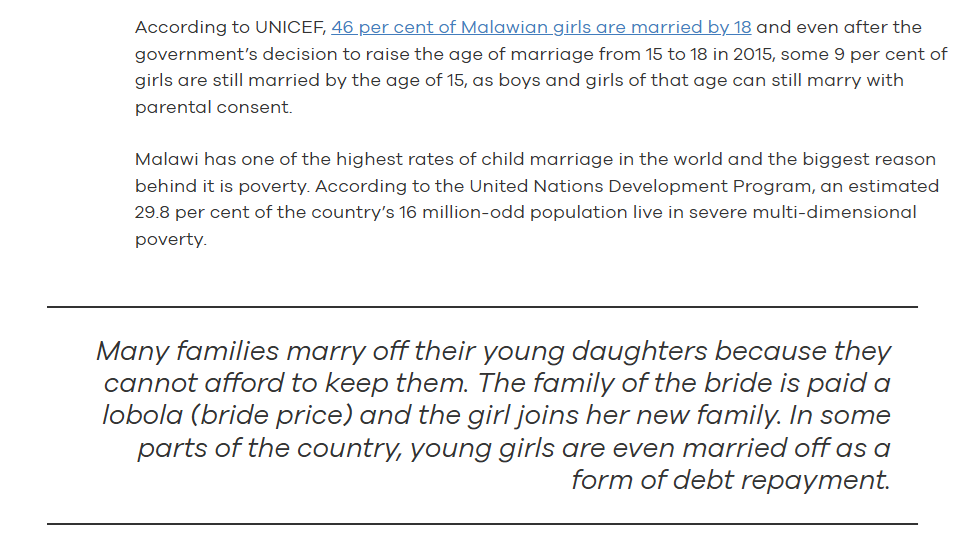 According to UNICEF, 46 per cent of Malawian girls are married by 18 and even after the
government’s decision to raise the age of marriage from 15 to 18 in 2015, some 9 per cent of
girls are still married by the age of 15, as boys and girls of that age can still marry with
parental consent.
Malawi has one of the highest rates of child marriage in the world and the biggest reason
behind it is poverty. According to the United Nations Development Program, an estimated
29.8 per cent of the country’s 16 million-odd population live in severe multi-dimensional
poverty.
Many families marry off their young daughters because they
cannot afford to keep them. The family of the bride is paid a
lobola (bride price) and the girl joins her new family. In some
parts of the country, young girls are even married off as a
form of debt repayment.